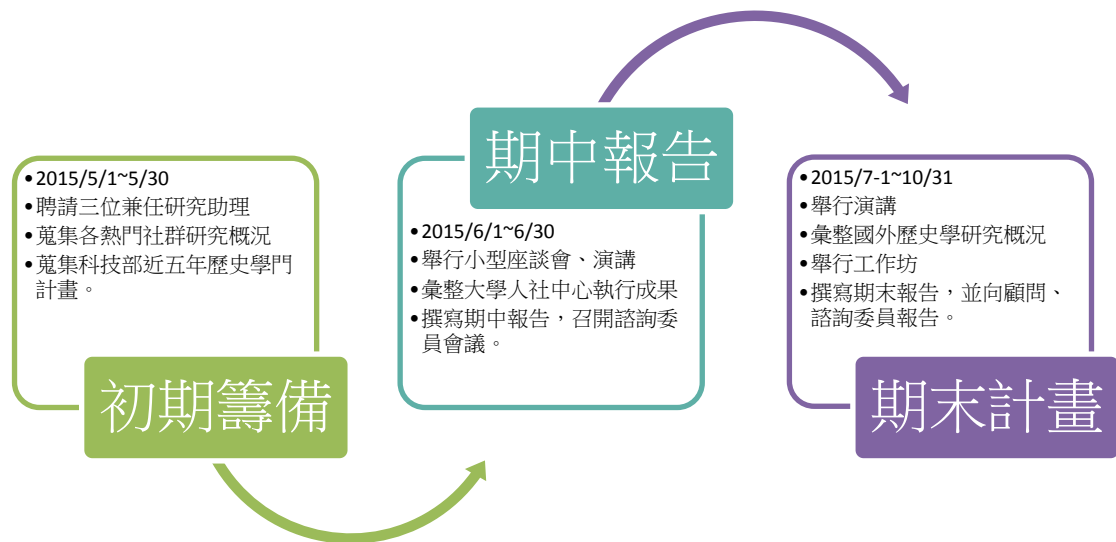 •2015/5/1~5/30
•聘請三位兼任研究助理
•蒐集各熱門社群研究概況
•蒐集科技部近五年歷史學門
計畫。
初期籌備
期中報告
•2015/6/1~6/30
•舉行小型座談會、演講
•彙整大學人社中心執行成果
•撰寫期中報告，召開諮詢委
員會議。
•2015/7-1~10/31
•舉行演講
•彙整國外歷史學研究概況
•舉行工作坊
•撰寫期末報告，並向顧問、
諮詢委員報告。
期末計畫